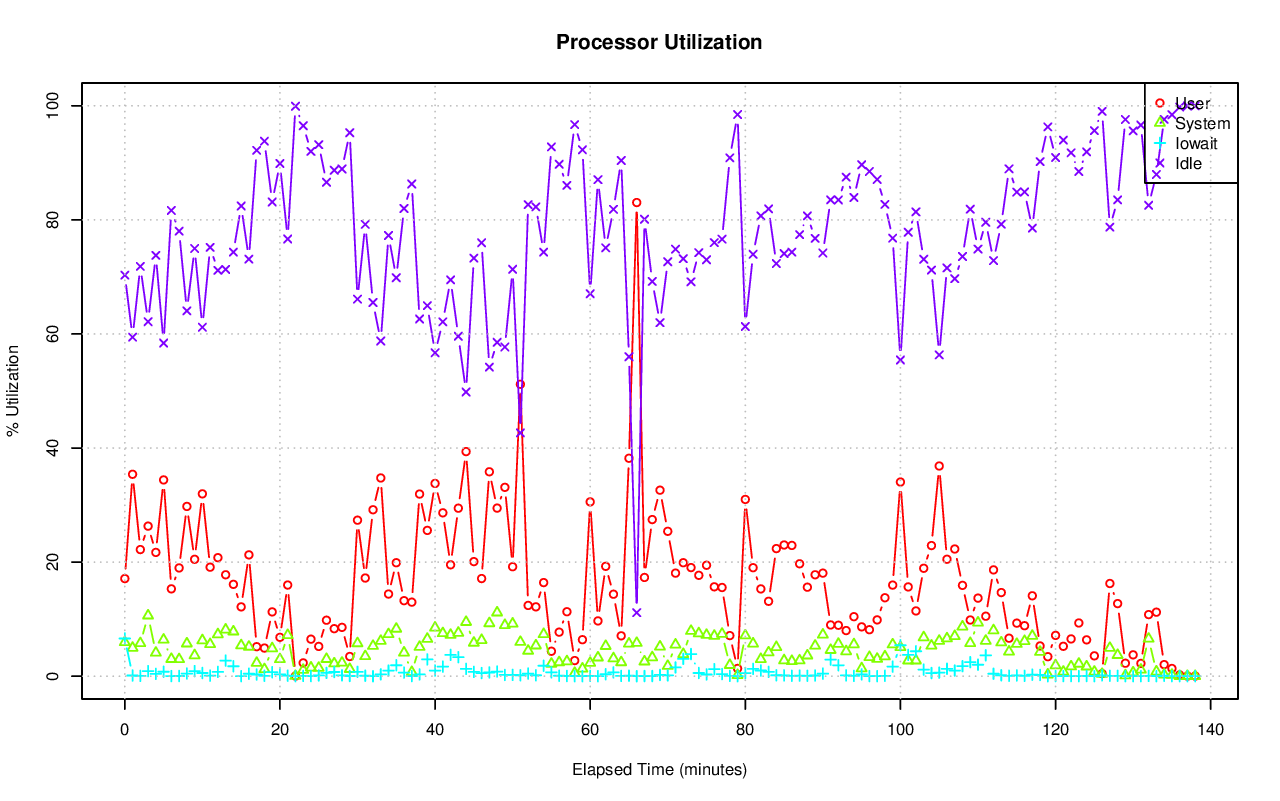 Processor Utilization
100
80
60
40
20
0
% Utilization
User
System
Iowait
Idle
0 20 40 60 80 100 120 140
Elapsed Time (minutes)